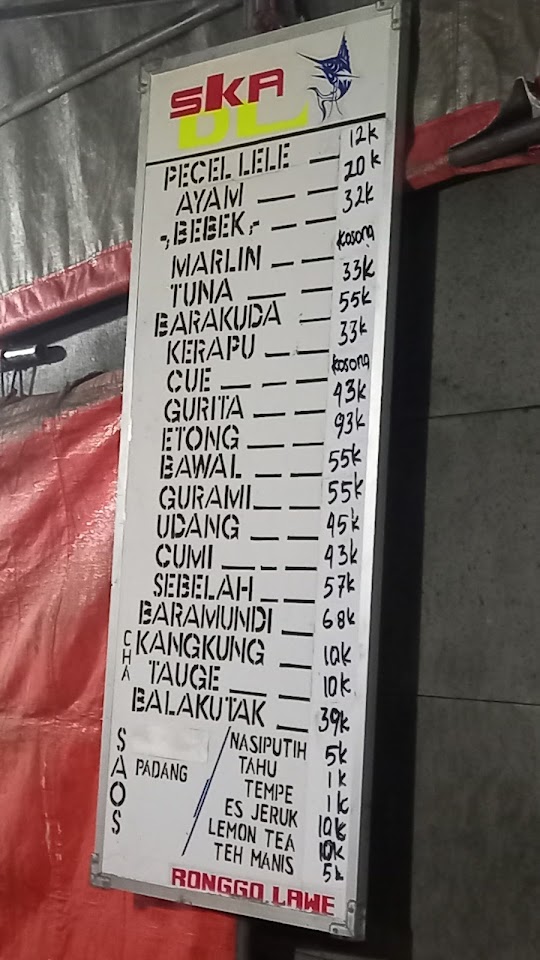 SKA
DL
PECEL LELE — 12k
AYAM — — 20k
-,BEBEK,- — — 32k
MARLIN — — kosong
TUNA — — 33k
BARAKUDA — 55k
KERAPU — — 33k
CUE — — — kosong
GURITA — — 43k
ETONG — — 93k
BAWAL — — 55k
GURAMI — — 55k
UDANG — — 45k
CUMI — — — 43k
SEBELAH — — 57k
BARAMUNDI — 68k
CHA
KANGKUNG — 10k
TAUGE — — 10k
BALAKUTAK — 39k
SAOS
PADANG
NASI PUTIH 5k
TAHU 1k
TEMPE 1k
ES JERUK 10k
LEMON TEA 10k
TEH MANIS 5k
RONGGO LAWE